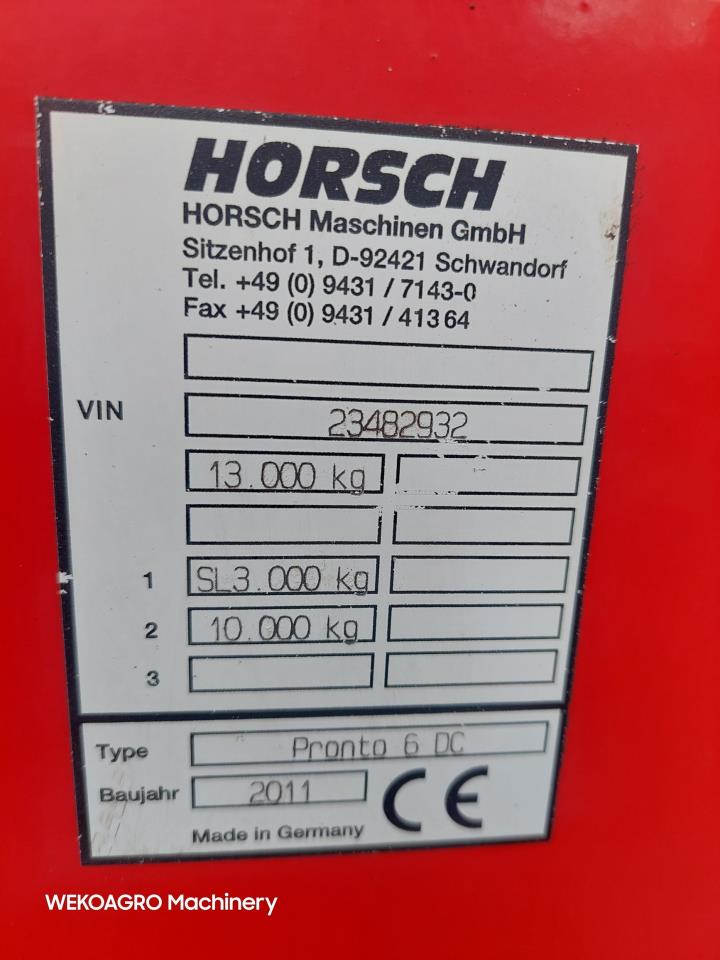 HORSCH
HORSCH Maschinen GmbH
Sitzenhof 1, D-92421 Schwandorf
Tel. +49 (0) 9431 / 7143-0
Fax +49 (0) 9431 / 41364
VIN 23482932
13.000 kg
1 SL3.000 kg
2 10.000 kg
3
Type Pronto 6 DC
Baujahr 2011 CE
Made in Germany
WEKOAGRO Machinery